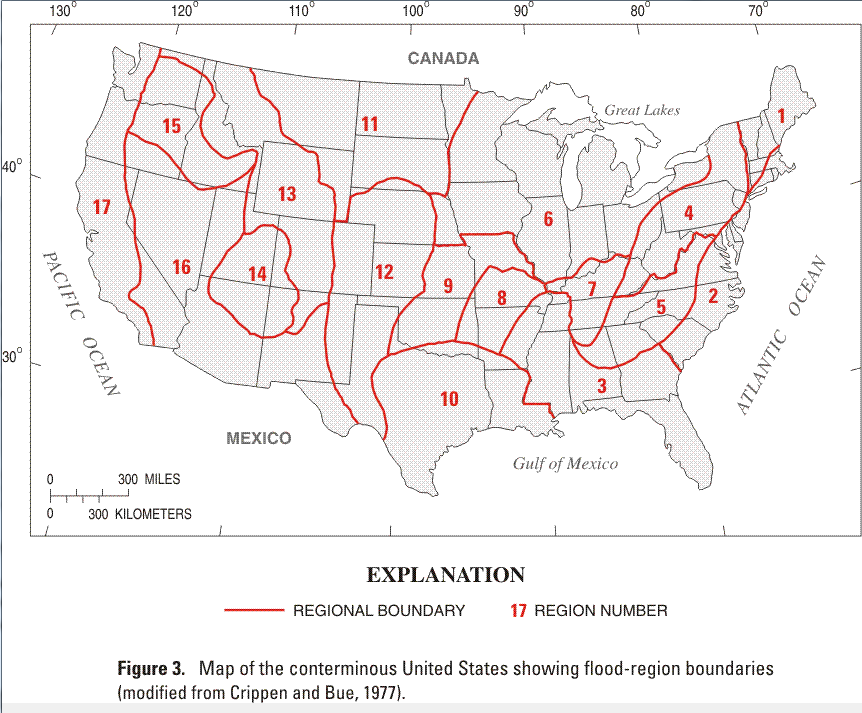 130° 120° 110° 100° 90° 80° 70°
CANADA
Great Lakes
1
11
15
40°
13
17
6
4
PACIFIC OCEAN
16
14
12
9
7
8
5
2
ATLANTIC OCEAN
30°
3
10
MEXICO
Gulf of Mexico
0 300 MILES
0 300 KILOMETERS
EXPLANATION
REGIONAL BOUNDARY 17 REGION NUMBER
Figure 3. Map of the conterminous United States showing flood-region boundaries
(modified from Crippen and Bue, 1977).